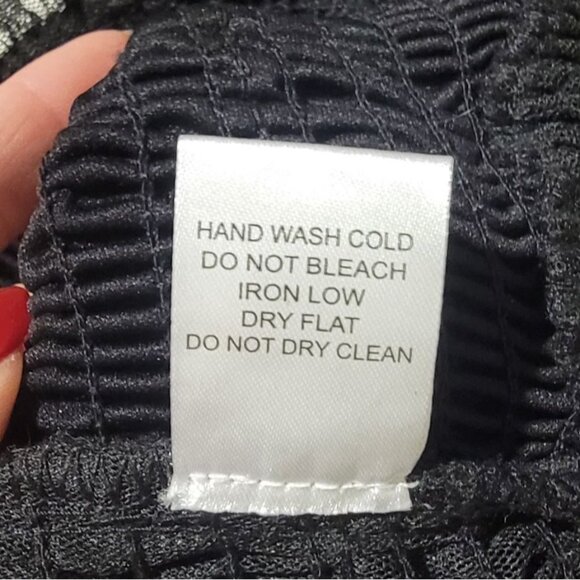 HAND WASH COLD
DO NOT BLEACH
IRON LOW
DRY FLAT
DO NOT DRY CLEAN